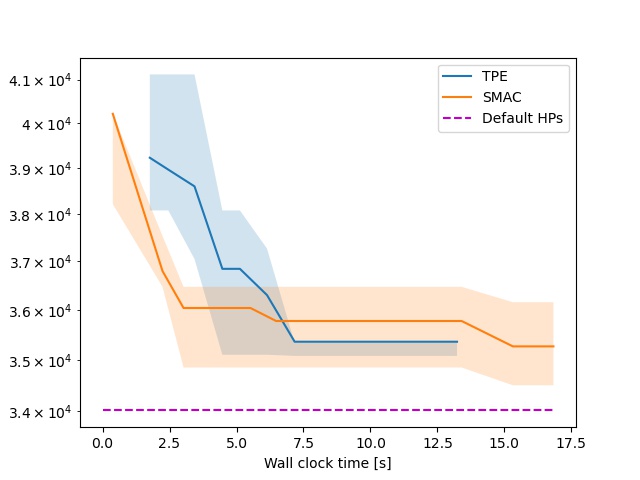 4.1 × 10⁴
4 × 10⁴
3.9 × 10⁴
3.8 × 10⁴
3.7 × 10⁴
3.6 × 10⁴
3.5 × 10⁴
3.4 × 10⁴
TPE
SMAC
Default HPs
0.0 2.5 5.0 7.5 10.0 12.5 15.0 17.5
Wall clock time [s]